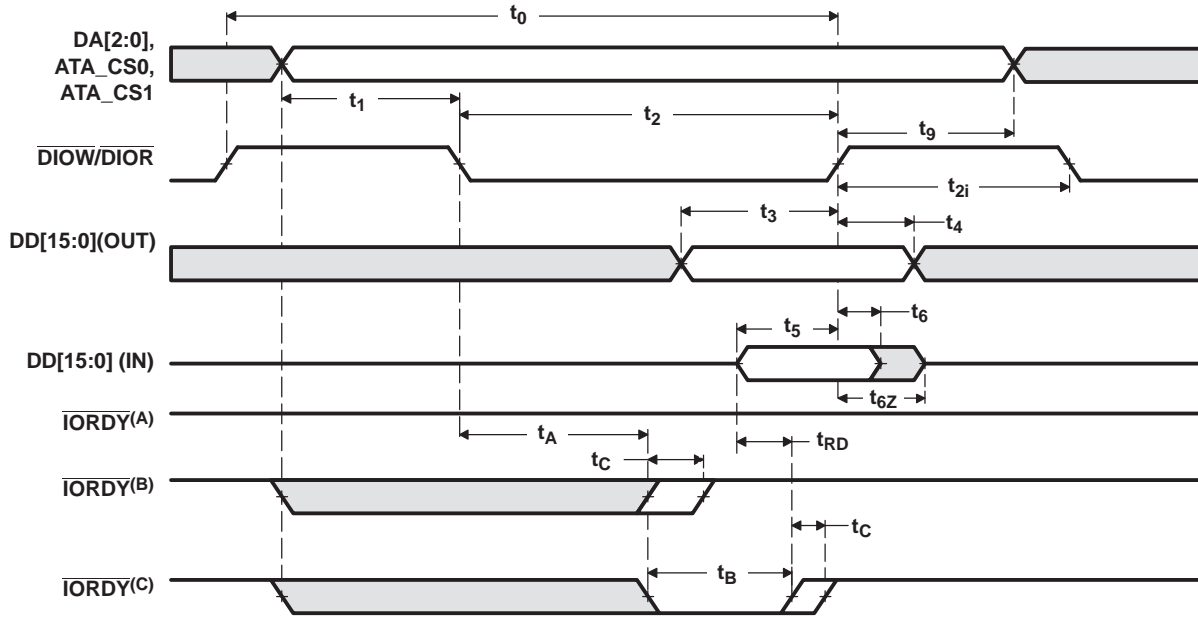 t0
DA[2:0],
ATA_CS0,
ATA_CS1
t1
t2
t9
DIOW/DIOR
t2i
t3
t4
DD[15:0](OUT)
t6
t5
DD[15:0] (IN)
t6Z
IORDY(A)
tA
tRD
tC
IORDY(B)
tC
tB
IORDY(C)